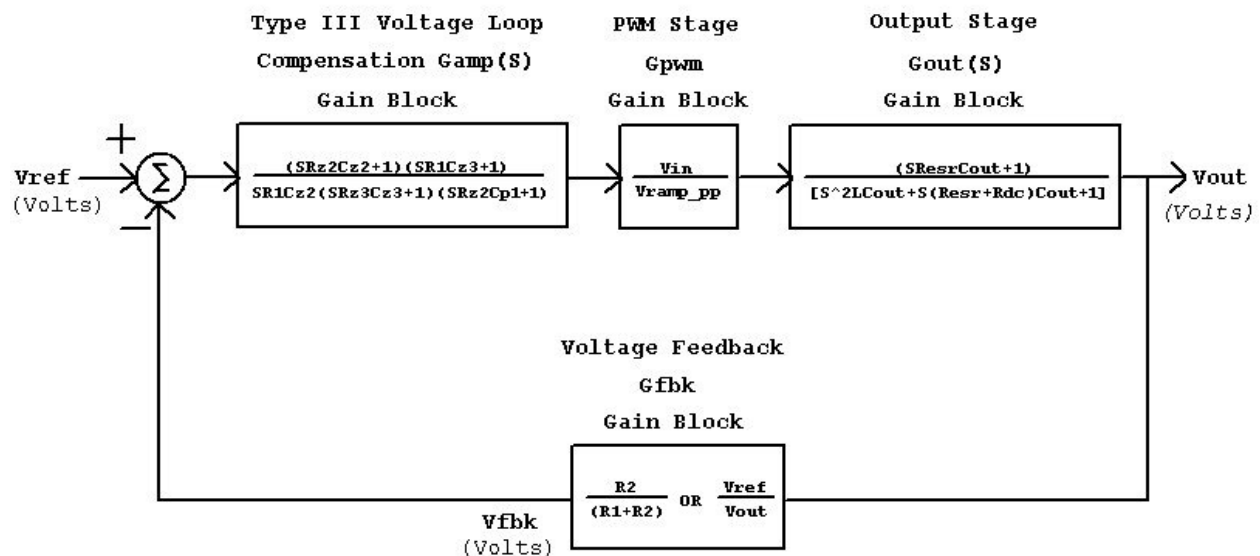 Type III Voltage Loop
Compensation Gamp(S)
Gain Block
PWM Stage
Gpwm
Gain Block
Output Stage
Gout(S)
Gain Block
+
Vref
(Volts)
Σ
−
(SRz2Cz2+1)(SR1Cz3+1)
SR1Cz2(SRz3Cz3+1)(SRz2Cp1+1)
Vin
Vramp_pp
(SResrCout+1)
[S^2LCout+S(Resr+Rdc)Cout+1]
Vout
(Volts)
Voltage Feedback
Gfbk
Gain Block
R2
(R1+R2)
OR
Vref
Vout
Vfbk
(Volts)